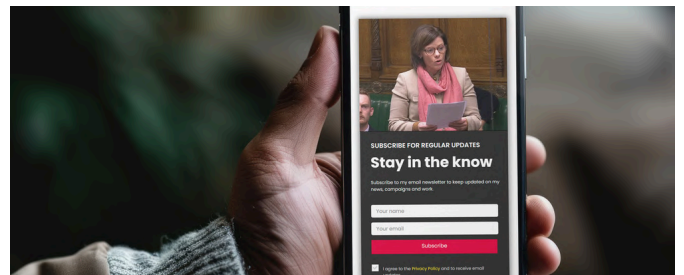 SUBSCRIBE FOR REGULAR UPDATES
Stay in the know
Subscribe to my email newsletter to keep updated on my
news, campaigns and work.
Your name
Your email
Subscribe
I agree to the Privacy Policy and to receive email
updates